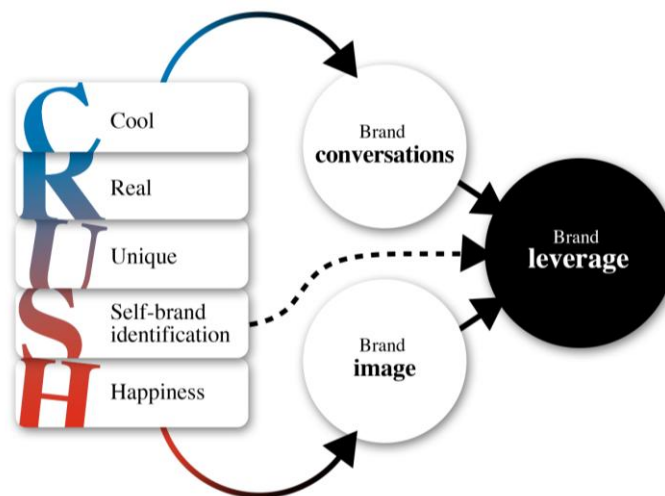 C Cool
R Real
U Unique
S Self-brand
identification
H Happiness
Brand
conversations
Brand
image
Brand
leverage